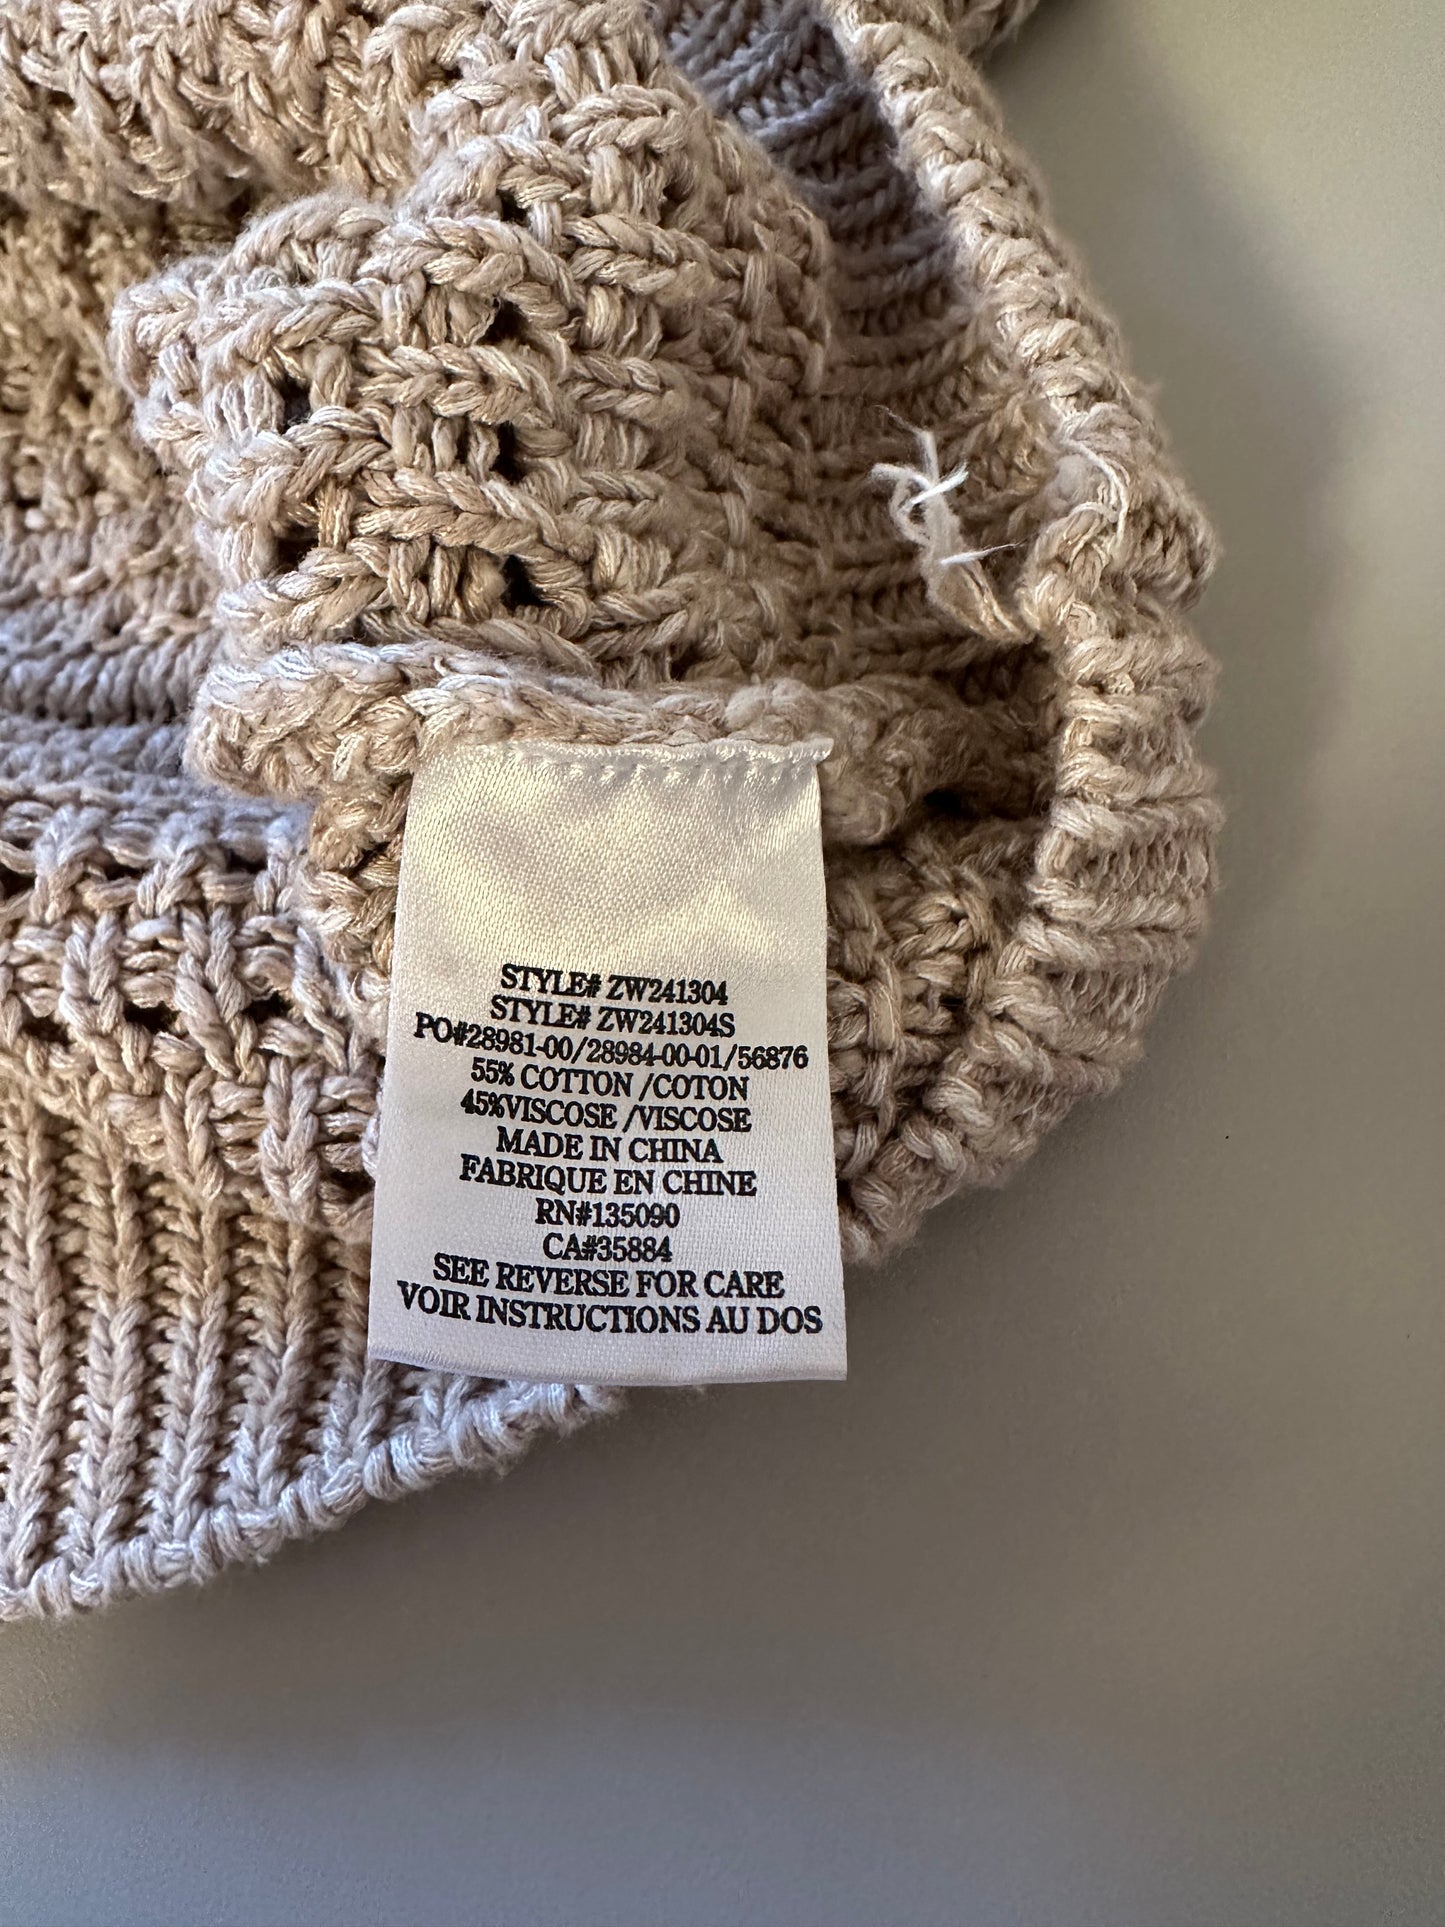 STYLE# ZW241304
STYLE# ZW241304S
PO#28981-00/28984-00-01/56876
55% COTTON /COTON
45%VISCOSE /VISCOSE
MADE IN CHINA
FABRIQUE EN CHINE
RN#135090
CA#35884
SEE REVERSE FOR CARE
VOIR INSTRUCTIONS AU DOS